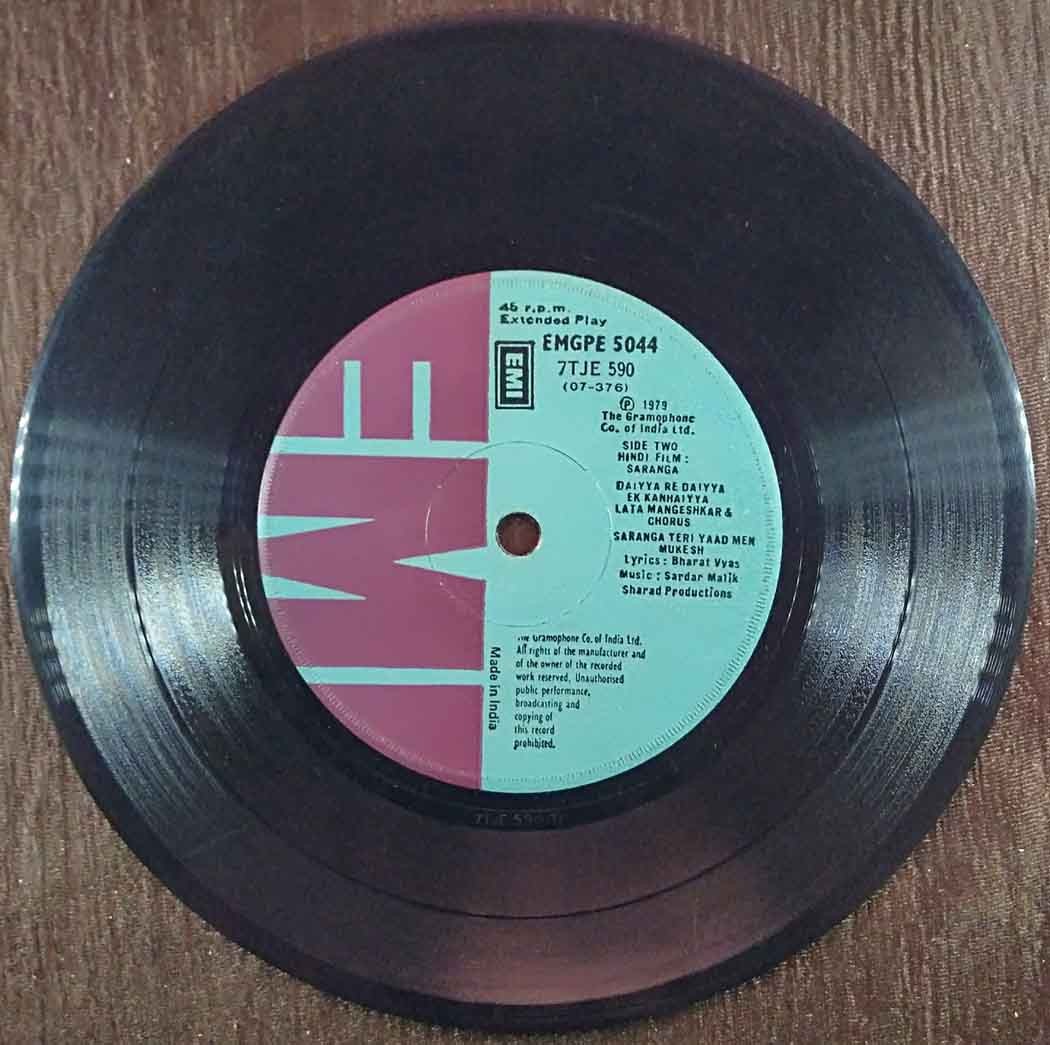 45 r.p.m.
Extended Play
EMI
EMGPE 5044
7TJE 590
(07-376)
Ⓟ 1979
The Gramophone
Co. of India Ltd.
SIDE TWO
HINDI FILM :
SARANGA
DAIYYA RE DAIYYA
EK KANHAIYYA
LATA MANGESHKAR &
CHORUS
SARANGA TERI YAAD MEN
MUKESH
Lyrics : Bharat Vyas
Music : Sardar Malik
Sharad Productions
The Gramophone Co. of India Ltd.
All rights of the manufacturer and
of the owner of the recorded
work reserved. Unauthorised
public performance,
broadcasting and
copying of
this record
prohibited.
Made in India
EMI
7TJE 590